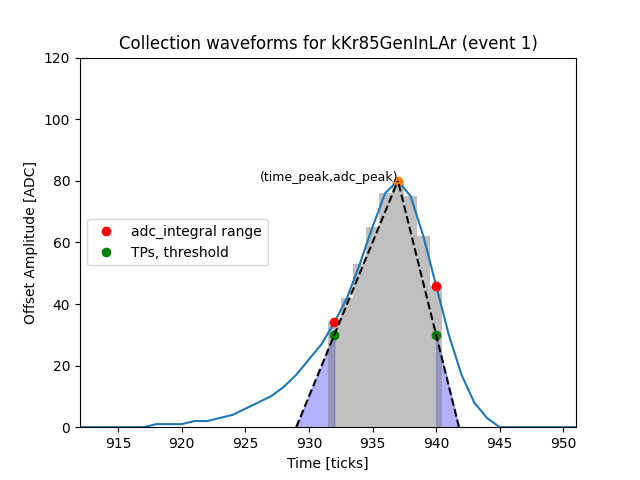 Collection waveforms for kKr85GenInLAr (event 1)
120
100
80
60
40
20
0
Offset Amplitude [ADC]
(time_peak,adc_peak)
adc_integral range
TPs, threshold
915 920 925 930 935 940 945 950
Time [ticks]